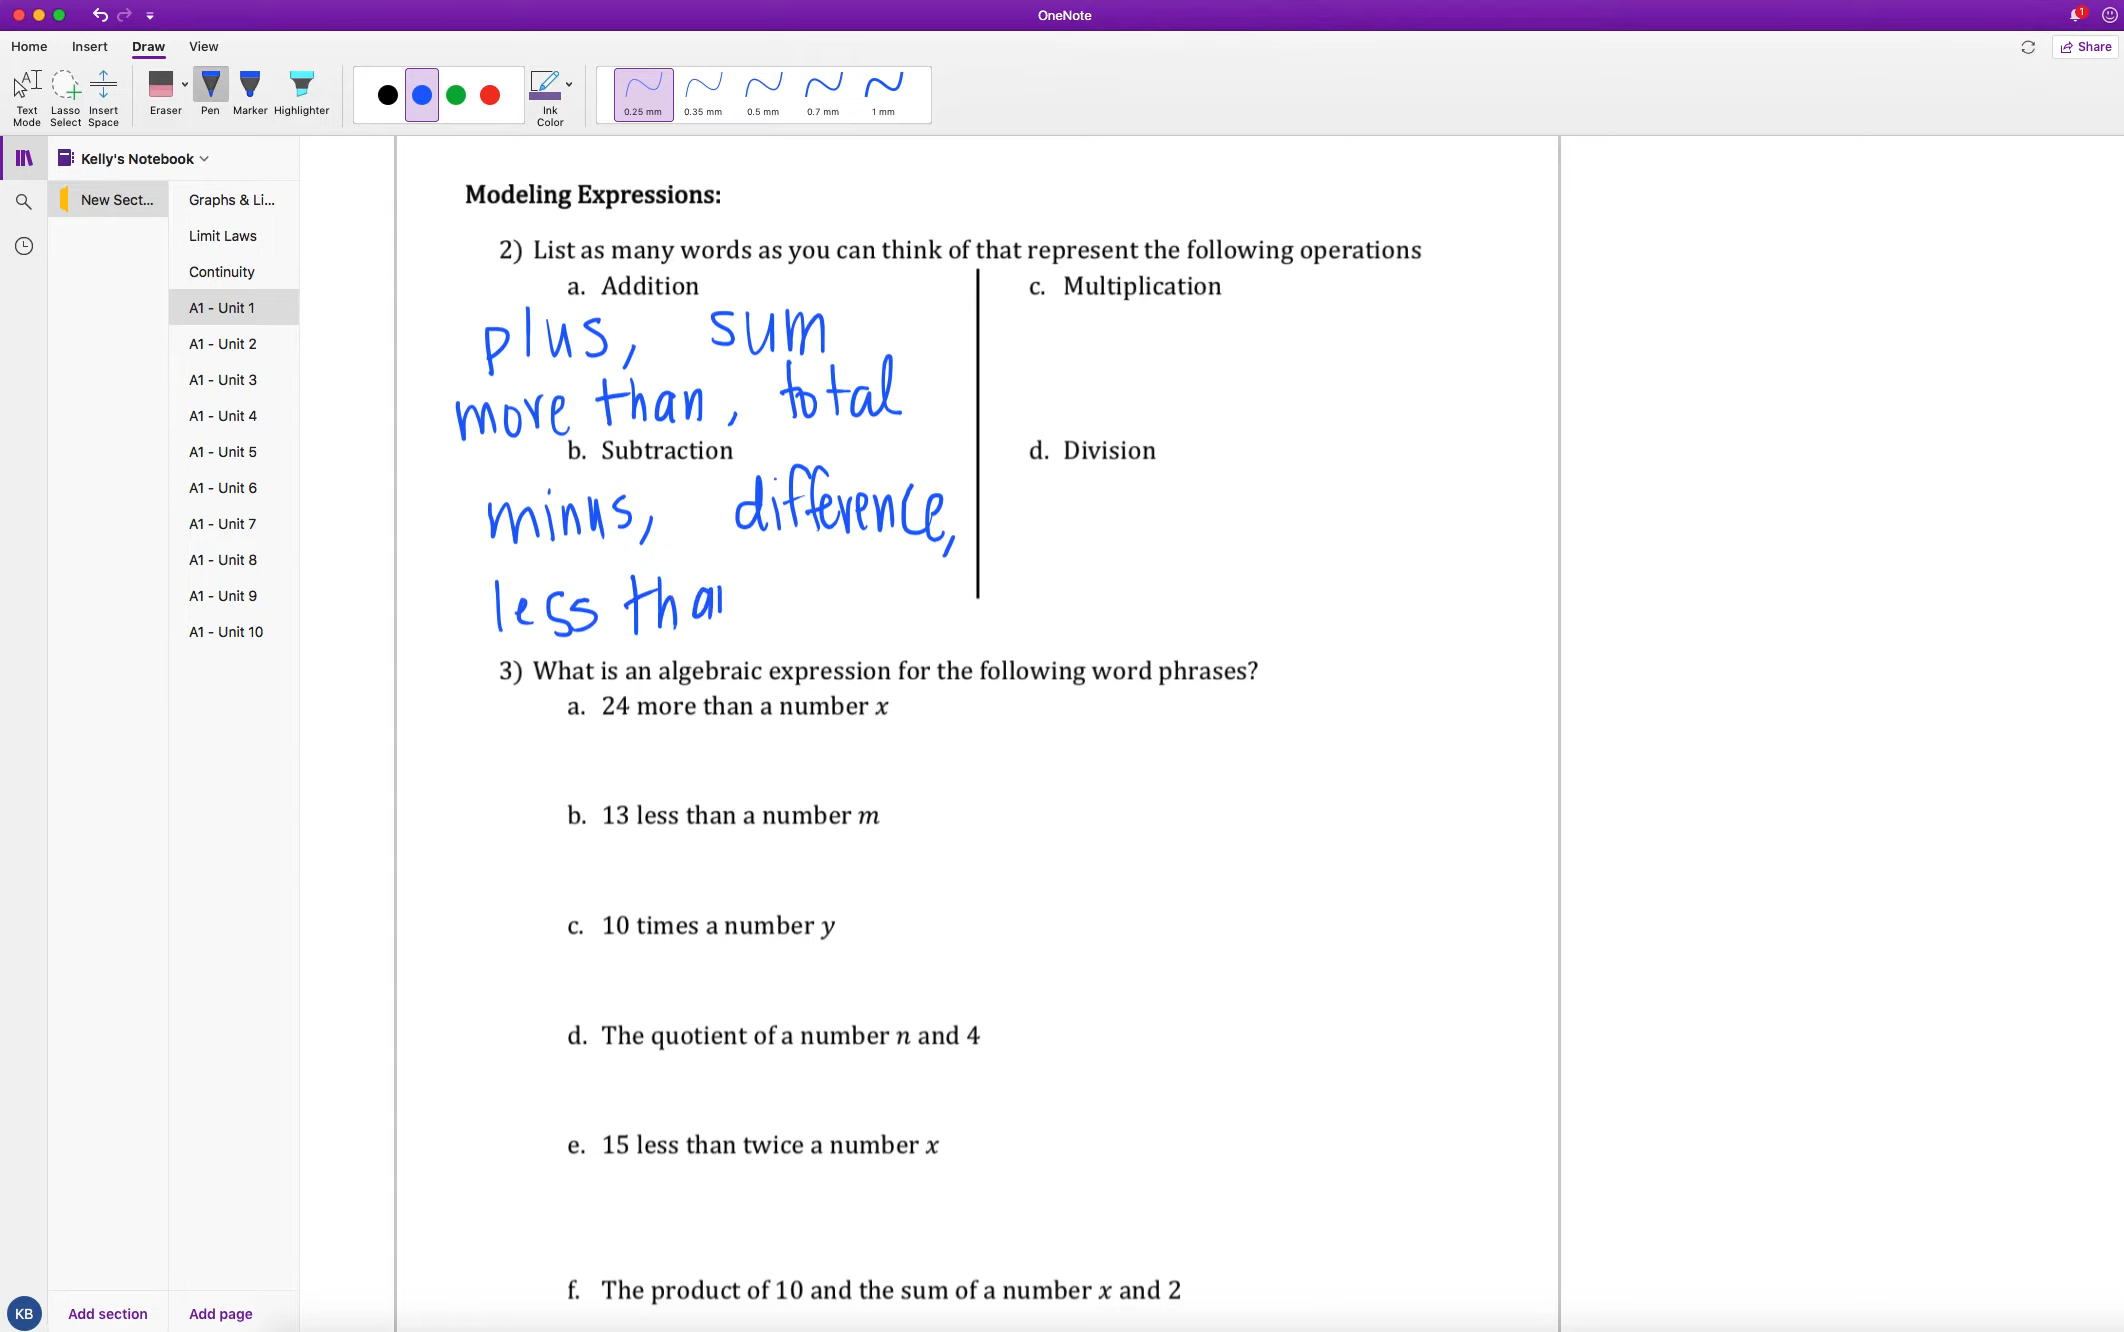 OneNote
1
Home Insert Draw View
Share
Text Mode
Lasso Select
Insert Space
Eraser
Pen
Marker
Highlighter
Ink Color
0.25 mm
0.35 mm
0.5 mm
0.7 mm
1 mm
Kelly's Notebook
New Sect...
Graphs & Li...
Limit Laws
Continuity
A1 - Unit 1
A1 - Unit 2
A1 - Unit 3
A1 - Unit 4
A1 - Unit 5
A1 - Unit 6
A1 - Unit 7
A1 - Unit 8
A1 - Unit 9
A1 - Unit 10
KB
Add section
Add page
Modeling Expressions:
2) List as many words as you can think of that represent the following operations
a. Addition
plus, sum
more than, total
b. Subtraction
minus, difference,
less tha
c. Multiplication
d. Division
3) What is an algebraic expression for the following word phrases?
a. 24 more than a number x
b. 13 less than a number m
c. 10 times a number y
d. The quotient of a number n and 4
e. 15 less than twice a number x
f. The product of 10 and the sum of a number x and 2